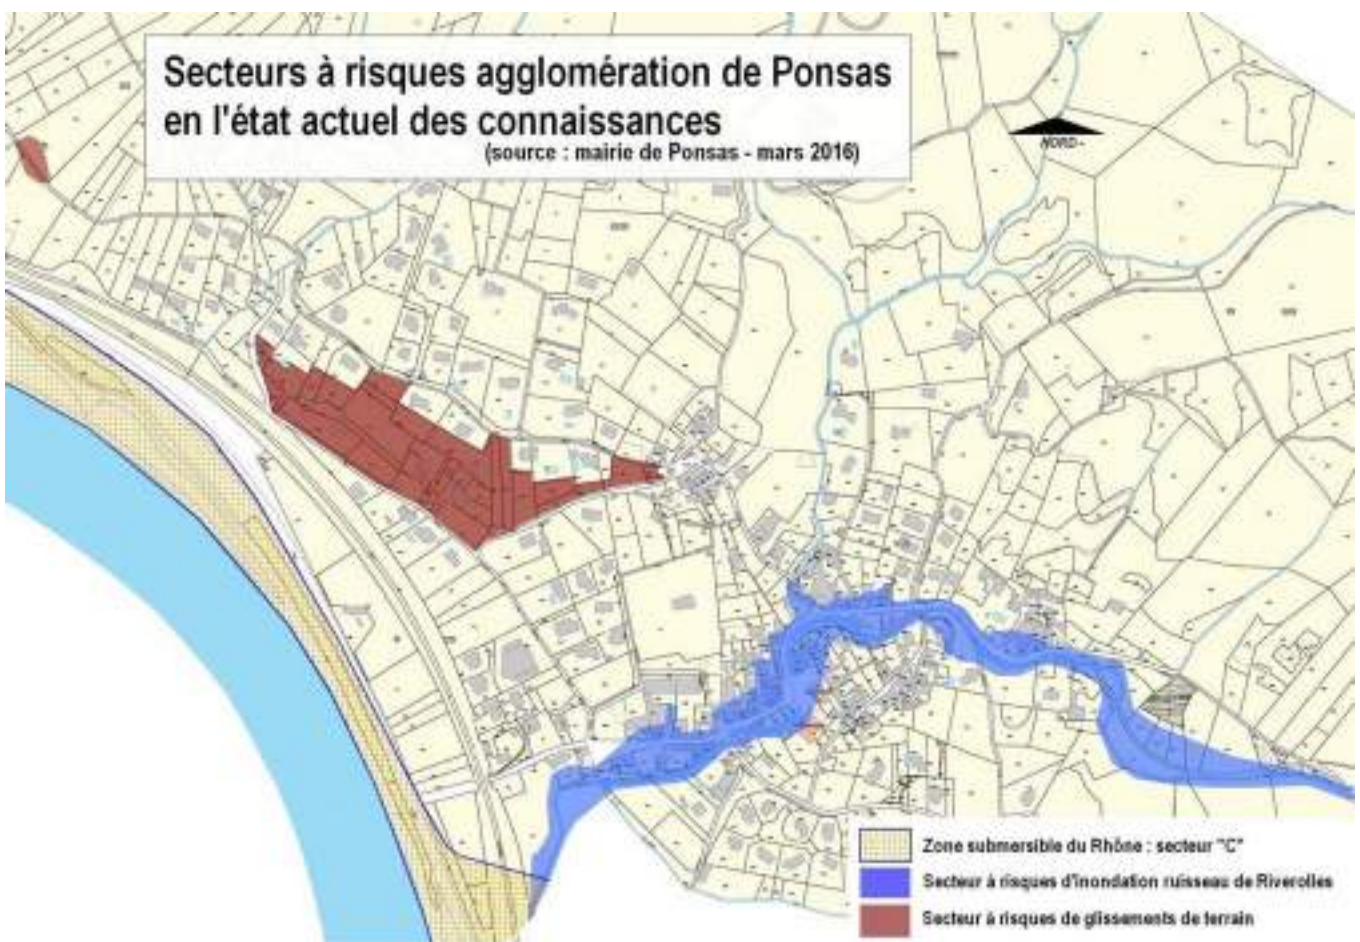 Secteurs à risques agglomération de Ponsas
en l'état actuel des connaissances
(source : mairie de Ponsas - mars 2016)
NORD-
Zone submersible du Rhône : secteur "C"
Secteur à risques d'inondation ruisseau de Riverolles
Secteur à risques de glissements de terrain